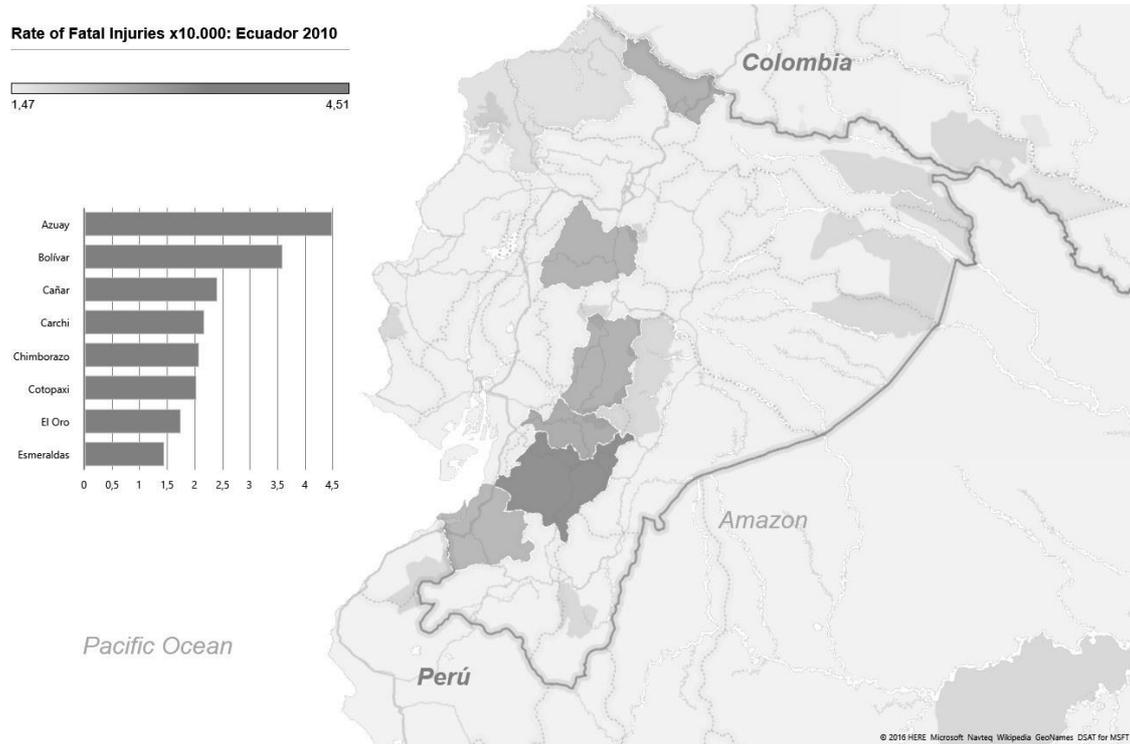 Rate of Fatal Injuries x10.000: Ecuador 2010
1,47 4,51
Colombia
Azuay
Bolívar
Cañar
Carchi
Chimborazo
Cotopaxi
El Oro
Esmeraldas
0 0,5 1 1,5 2 2,5 3 3,5 4 4,5
Amazon
Pacific Ocean
Perú
© 2016 HERE Microsoft Navteq Wikipedia GeoNames DSAT for MSFT